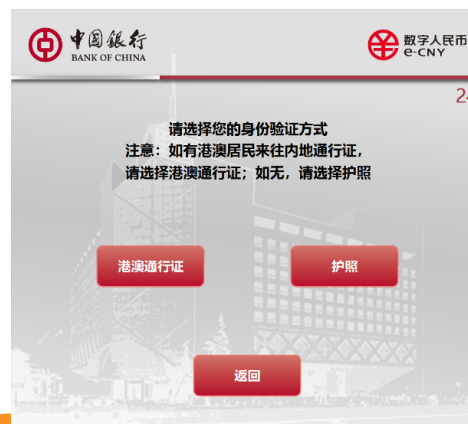 中国银行
BANK OF CHINA
数字人民币
e-CNY
请选择您的身份验证方式
注意：如有港澳居民来往内地通行证，
请选择港澳通行证；如无，请选择护照
港澳通行证
护照
返回